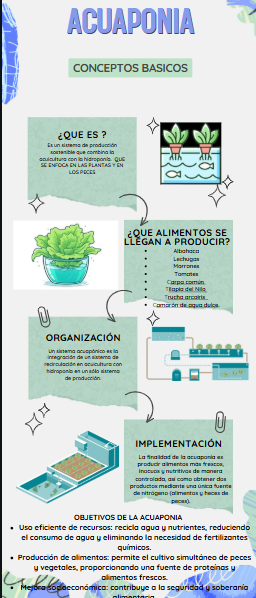 ACUAPONIA
CONCEPTOS BASICOS
¿QUE ES ?
Es un sistema de producción
sostenible que combina la
acuicultura con la hidroponía. QUE
SE ENFOCA EN LAS PLANTAS Y EN
LOS PECES
¿QUE ALIMENTOS SE
LLEGAN A PRODUCIR?
Albahaca
Lechugas
Morrones
Tomates
Carpa común
Tilapia del Nilo
Trucha arcoíris
Camarón de agua dulce.
ORGANIZACIÓN
Un sistema acuapónico es la
integración de un sistema de
recirculación en acuicultura con
hidroponía en un sólo sistema
de producción.
IMPLEMENTACIÓN
La finalidad de la acuaponia es
producir alimentos más frescos,
inocuos y nutritivos de manera
controlada, así como obtener dos
productos mediante una única fuente
de nitrógeno (alimentos y heces de
peces).
OBJETIVOS DE LA ACUAPONIA
• Uso eficiente de recursos: recicla agua y nutrientes, reduciendo
el consumo de agua y eliminando la necesidad de fertilizantes
químicos.
• Producción de alimentos: permite el cultivo simultáneo de peces
y vegetales, proporcionando una fuente de proteínas y
alimentos frescos.
• Mejora socioeconómica: contribuye a la seguridad y soberanía
alimentaria